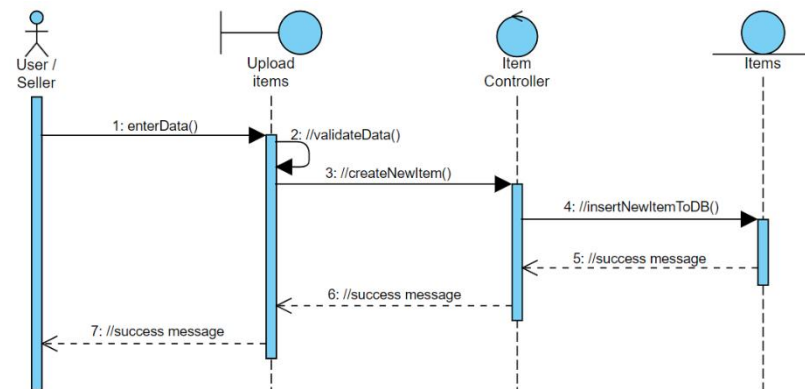 User /
Seller
Upload
items
Item
Controller
Items
1: enterData()
2: //validateData()
3: //createNewItem()
4: //insertNewItemToDB()
5: //success message
6: //success message
7: //success message